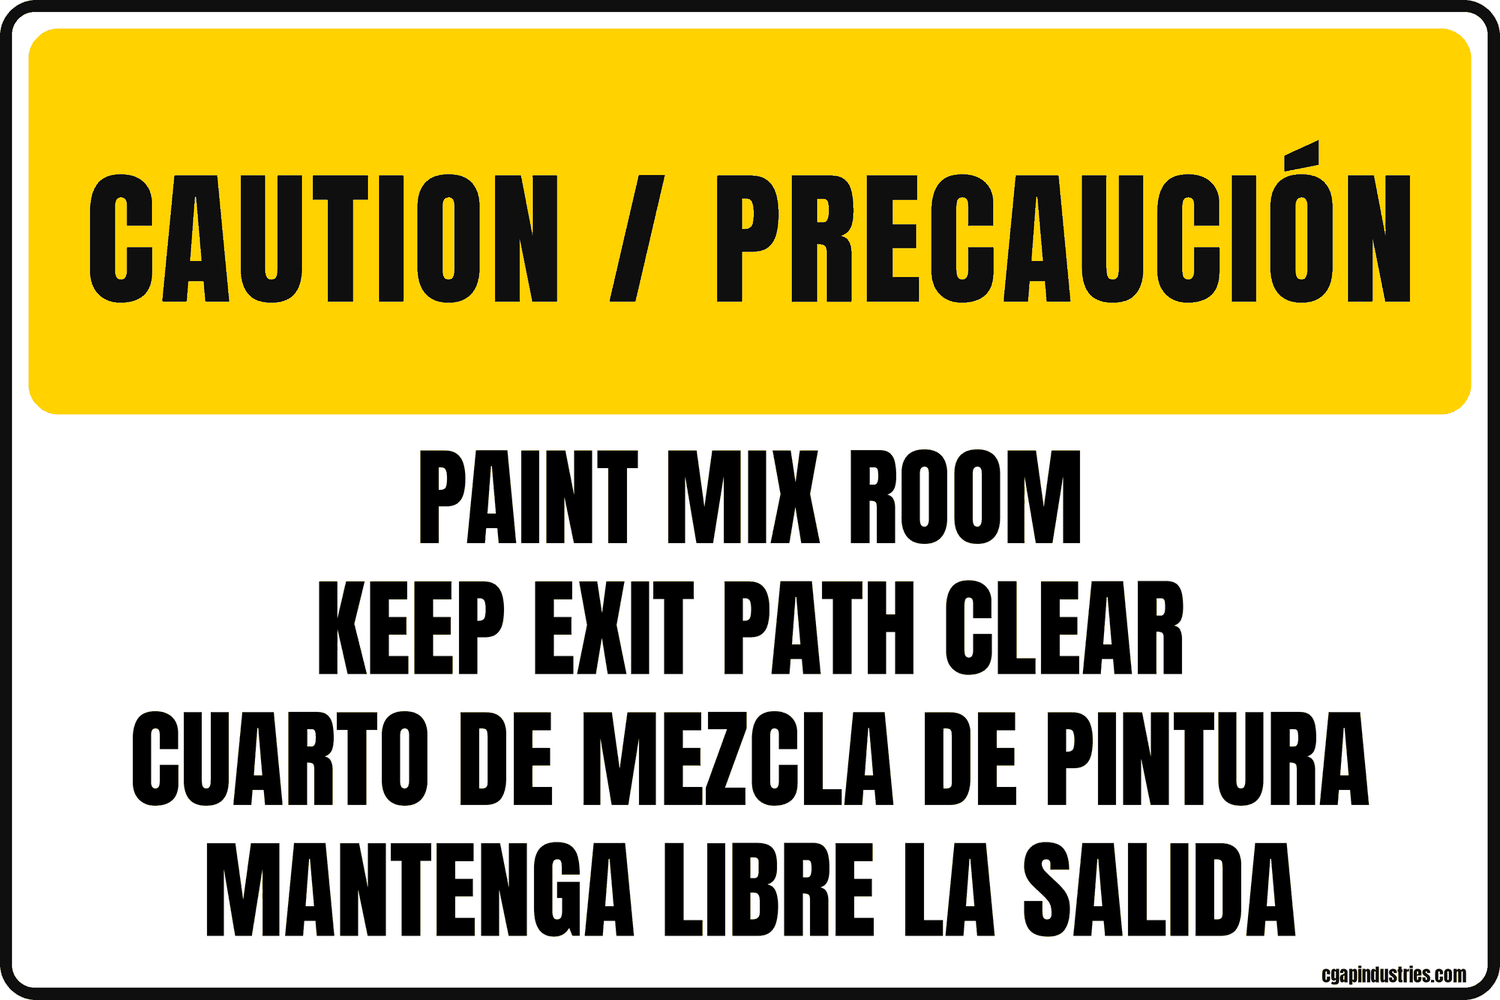 CAUTION / PRECAUCIÓN
PAINT MIX ROOM
KEEP EXIT PATH CLEAR
CUARTO DE MEZCLA DE PINTURA
MANTENGA LIBRE LA SALIDA
cgapindustries.com